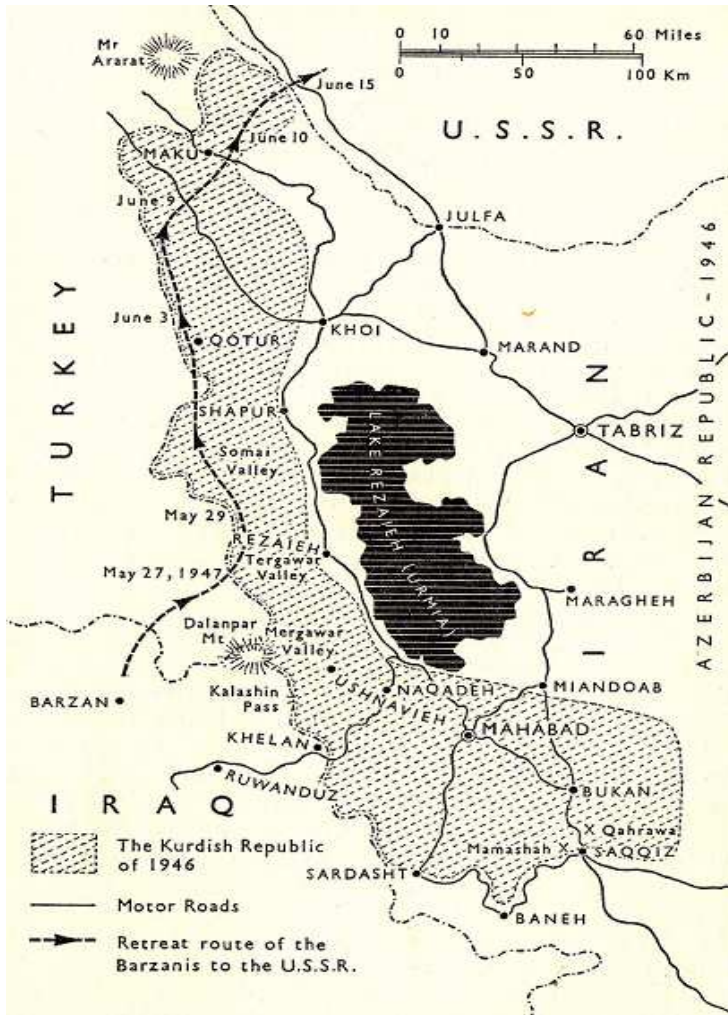 Mr
Ararat
0 10 60 Miles
0 50 100 Km
June 15
U.S.S.R.
June 10
MAKU
June 9
JULFA
TURKEY
June 3
QOTUR
KHOI
MARAND
AZERBIJAN REPUBLIC-1946
IRAN
SHAPUR
TABRIZ
LAKE REZAIEH (URMIA)
Somai
Valley
May 29
REZAIEH
Tergawar
Valley
May 27, 1947
MARAGHEH
Dalanpar
Mt.
Mergawar
Valley
BARZAN
Kalashin
Pass
USHNAVIEH
NAQADEH
MIANDOAB
MAHABAD
KHELAN
RUWANDUZ
BUKAN
IRAQ
Qahrawa
Mamashah
SAQQIZ
SARDASHT
BANEH
The Kurdish Republic
of 1946
Motor Roads
Retreat route of the
Barzanis to the U.S.S.R.